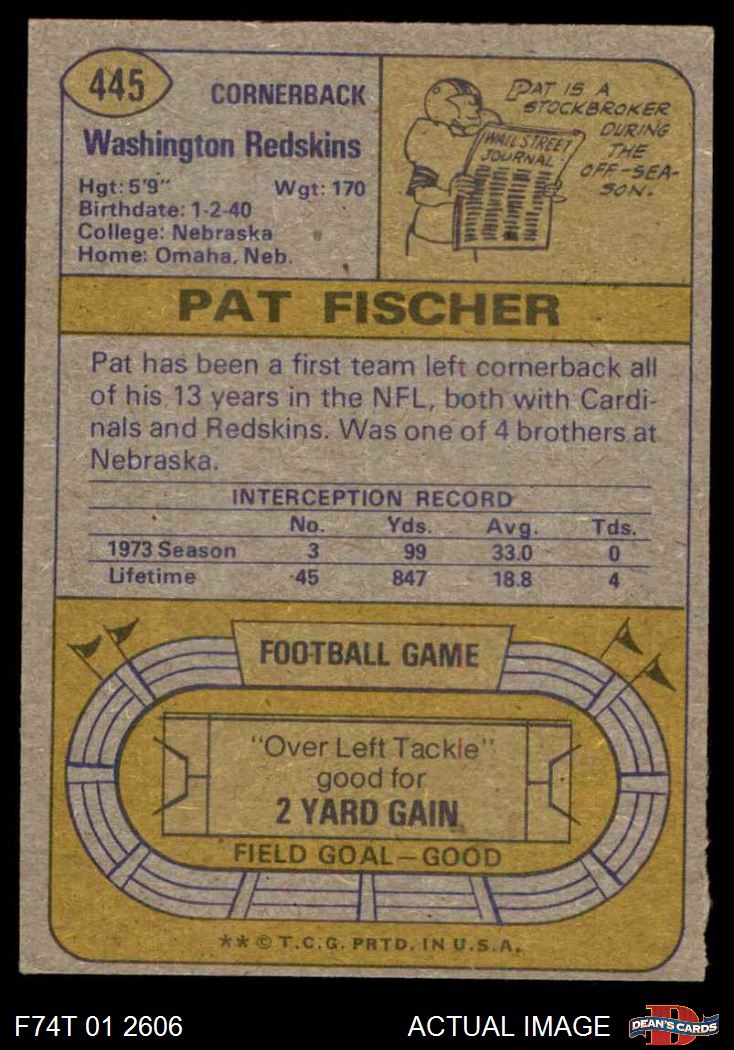 445
CORNERBACK
Washington Redskins
Hgt: 5'9"  Wgt: 170
Birthdate: 1-2-40
College: Nebraska
Home: Omaha, Neb.
PAT IS A
STOCKBROKER
DURING
THE
OFF-SEA-
SON.
WALL STREET
JOURNAL
PAT FISCHER
Pat has been a first team left cornerback all
of his 13 years in the NFL, both with Cardi-
nals and Redskins. Was one of 4 brothers at
Nebraska.
INTERCEPTION RECORD
No. Yds. Avg. Tds.
1973 Season 3 99 33.0 0
Lifetime 45 847 18.8 4
FOOTBALL GAME
"Over Left Tackle"
good for
2 YARD GAIN
FIELD GOAL—GOOD
** © T.C.G. PRTD. IN U.S.A.
F74T 01 2606 ACTUAL IMAGE
D
DEAN'S CARDS